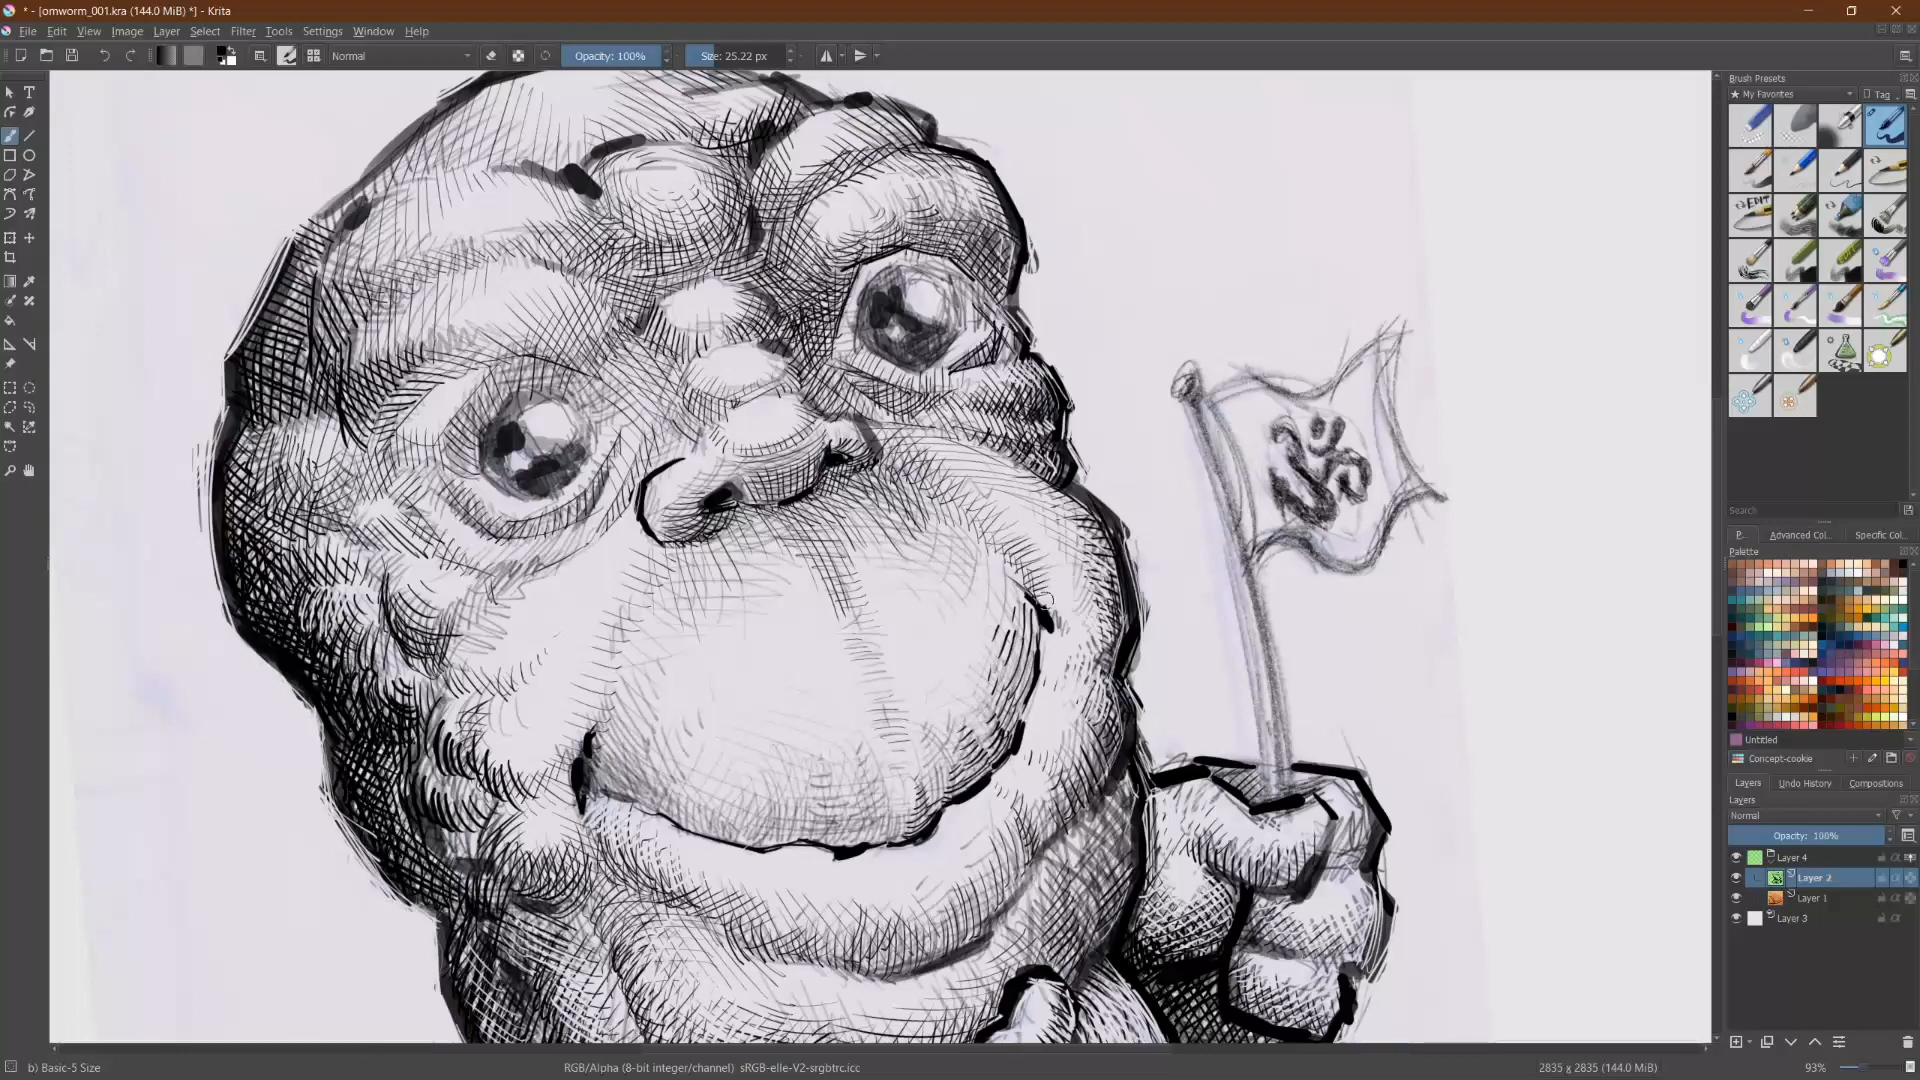 * - [omworm_001.kra (144.0 MiB) *] - Krita
File Edit View Image Layer Select Filter Tools Settings Window Help
Normal
Opacity: 100%
Size: 25.22 px
Brush Presets
My Favorites
Tag
EDIT
ॐ
Search
P...
Advanced Col...
Specific Col...
Palette
Untitled
Concept-cookie
Layers
Undo History
Compositions
Layers
Normal
Opacity: 100%
Layer 4
Layer 2
Layer 1
Layer 3
b) Basic-5 Size
RGB/Alpha (8-bit integer/channel) sRGB-elle-V2-srgbtrc.icc
2835 x 2835 (144.0 MiB)
93%